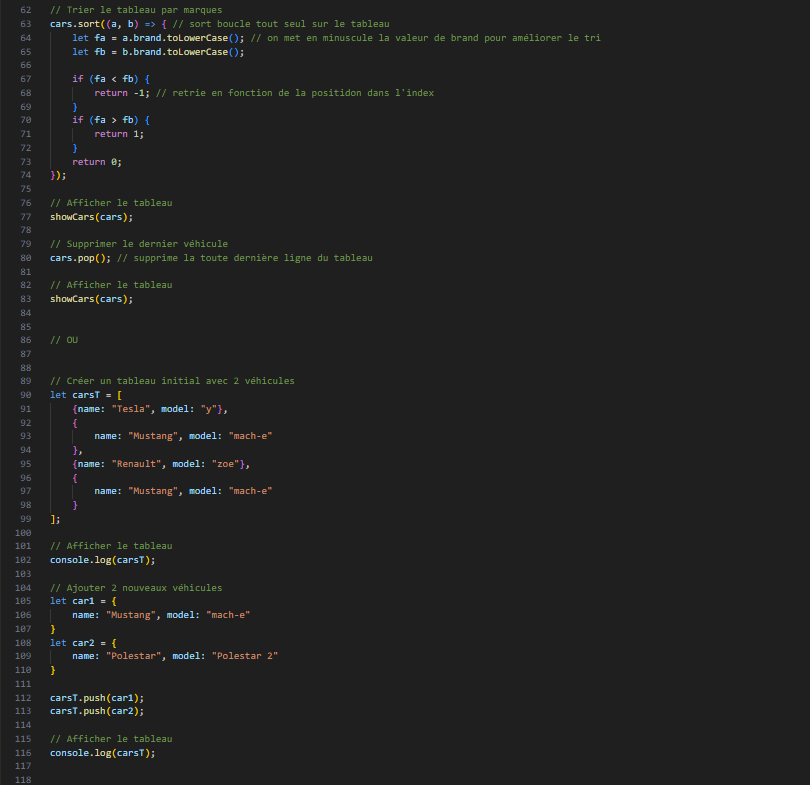 62 // Trier le tableau par marques
63 cars.sort((a, b) => { // sort boucle tout seul sur le tableau
64 let fa = a.brand.toLowerCase(); // on met en minuscule la valeur de brand pour améliorer le tri
65 let fb = b.brand.toLowerCase();
66
67 if (fa < fb) {
68 return -1; // retrie en fonction de la positidon dans l'index
69 }
70 if (fa > fb) {
71 return 1;
72 }
73 return 0;
74 });
75
76 // Afficher le tableau
77 showCars(cars);
78
79 // Supprimer le dernier véhicule
80 cars.pop(); // supprime la toute dernière ligne du tableau
81
82 // Afficher le tableau
83 showCars(cars);
84
85
86 // OU
87
88
89 // Créer un tableau initial avec 2 véhicules
90 let carsT = [
91 {name: "Tesla", model: "y"},
92 {
93 name: "Mustang", model: "mach-e"
94 },
95 {name: "Renault", model: "zoe"},
96 {
97 name: "Mustang", model: "mach-e"
98 }
99 ];
100
101 // Afficher le tableau
102 console.log(carsT);
103
104 // Ajouter 2 nouveaux véhicules
105 let car1 = {
106 name: "Mustang", model: "mach-e"
107 }
108 let car2 = {
109 name: "Polestar", model: "Polestar 2"
110 }
111
112 carsT.push(car1);
113 carsT.push(car2);
114
115 // Afficher le tableau
116 console.log(carsT);
117
118